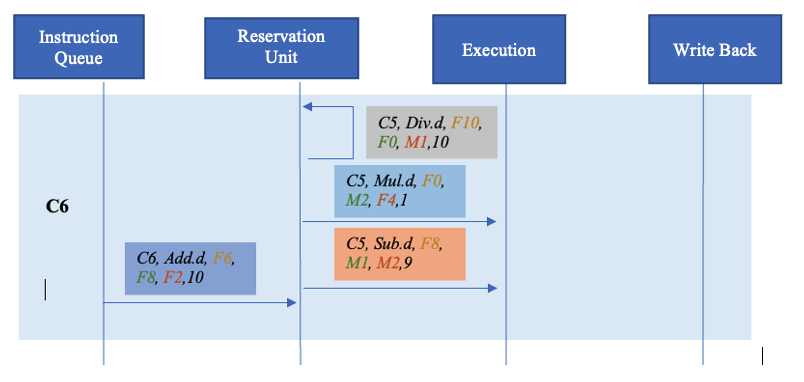 Instruction
Queue
Reservation
Unit
Execution
Write Back
C5, Div.d, F10,
F0, M1,10
C5, Mul.d, F0,
M2, F4,1
C6
C5, Sub.d, F8,
M1, M2,9
C6, Add.d, F6,
F8, F2,10